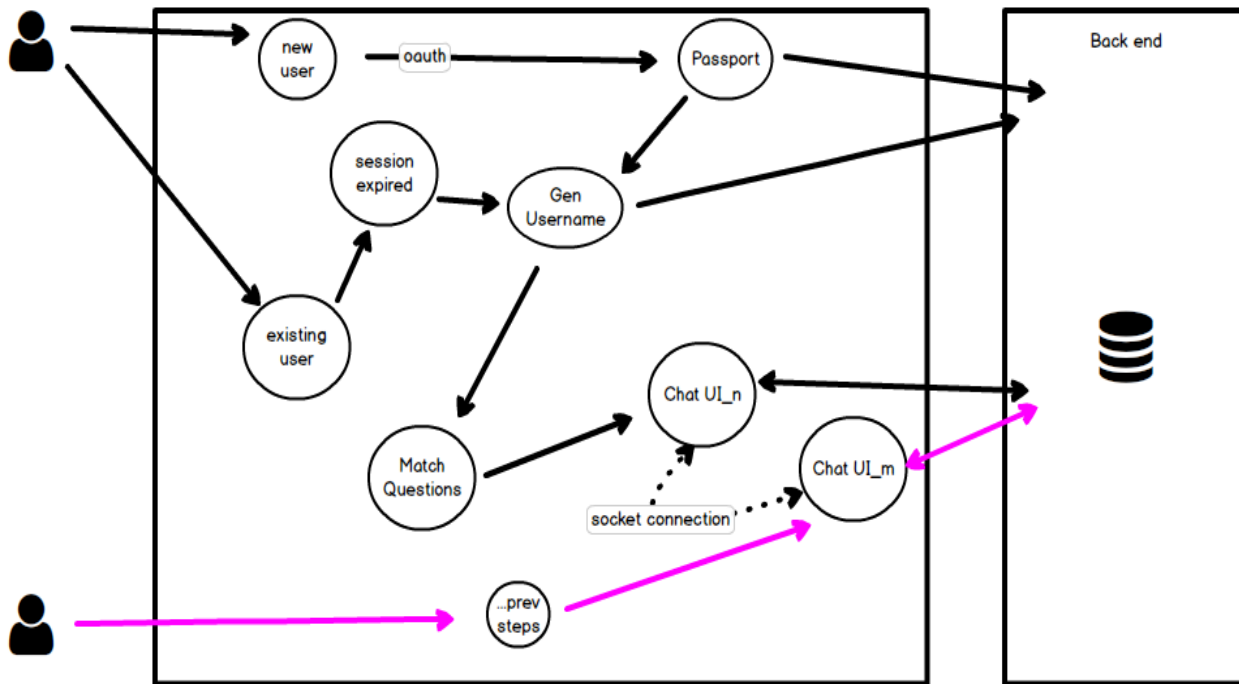 new
user
oauth
Passport
Back end
session
expired
Gen
Username
existing
user
Chat UI_n
Match
Questions
Chat UI_m
socket connection
...prev
steps